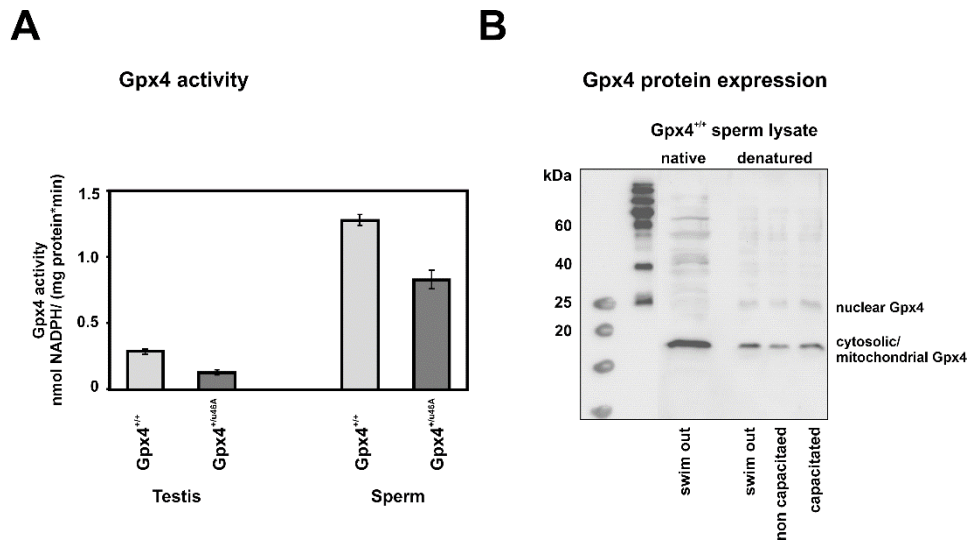 A
Gpx4 activity
Gpx4 activity
nmol NADPH/ (mg protein*min)
1.5
1.0
0.5
0
Gpx4+/+
Gpx4+/u46A
Gpx4+/+
Gpx4+/u46A
Testis
Sperm
B
Gpx4 protein expression
Gpx4+/+ sperm lysate
native
denatured
kDa
60
40
25
20
nuclear Gpx4
cytosolic/
mitochondrial Gpx4
swim out
swim out
non capacitaed
capacitated